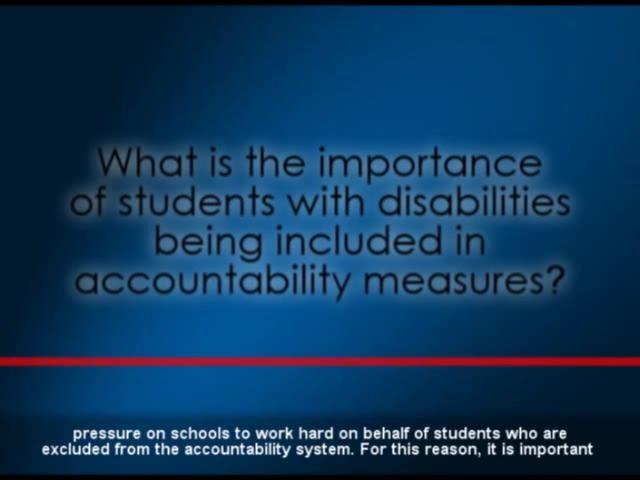 What is the importance
of students with disabilities
being included in
accountability measures?
pressure on schools to work hard on behalf of students who are
excluded from the accountability system. For this reason, it is important